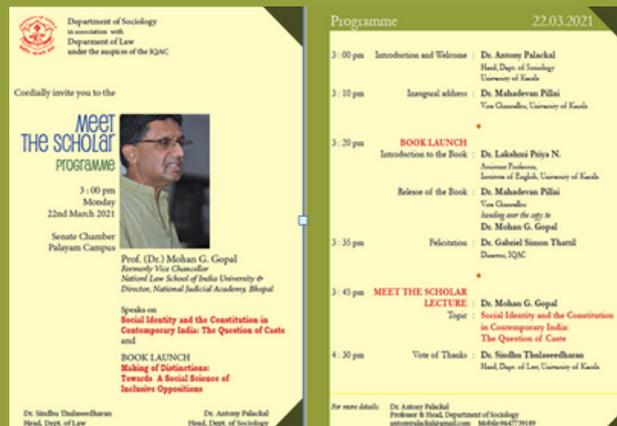 Department of Sociology
in association with
Deparment of Law
under the auspices of the IQAC
Cordially invite you to the
Meet
The Scholar
Programme
3 : 00 pm
Monday
22nd March 2021
Senate Chamber
Palayam Campus
Prof. (Dr.) Mohan G. Gopal
Formerly Vice Chancellor
Nationl Law School of India University &
Director, National Judicial Academy, Bhopal
Speaks on
Social Identity and the Constitution in
Contemporary India: The Question of Caste
and
BOOK LAUNCH
Making of Distinctions:
Towards A Social Science of
Inclusive Oppositions
Dr. Sindhu Thulaseedharan
Head, Dept. of Law
Dr. Antony Palackal
Head, Dept. of Sociology
Programme 22.03.2021
3 : 00 pm Introduction and Welcome : Dr. Antony Palackal
Head, Dept. of Sociology
University of Kerala
3 : 10 pm Inaugural address : Dr. Mahadevan Pillai
Vice Chancellor, University of Kerala
3 : 20 pm BOOK LAUNCH
Introduction to the Book : Dr. Lakshmi Priya N.
Assistant Professor,
Institute of English, University of Kerala
Release of the Book : Dr. Mahadevan Pillai
Vice Chancellor
handing over the copy to
Dr. Mohan G. Gopal
3 : 35 pm Felicitation : Dr. Gabriel Simon Thattil
Director, IQAC
3 : 45 pm MEET THE SCHOLAR
LECTURE : Dr. Mohan G. Gopal
Topic : Social Identity and the Constitution
in Contemporary India:
The Question of Caste
4 : 30 pm Vote of Thanks : Dr. Sindhu Thulaseedharan
Head, Dept. of Law, University of Kerala
For more details: Dr. Antony Palackal
Professor & Head, Department of Sociology
antonypalackal@gmail.com Mobile:9447739189